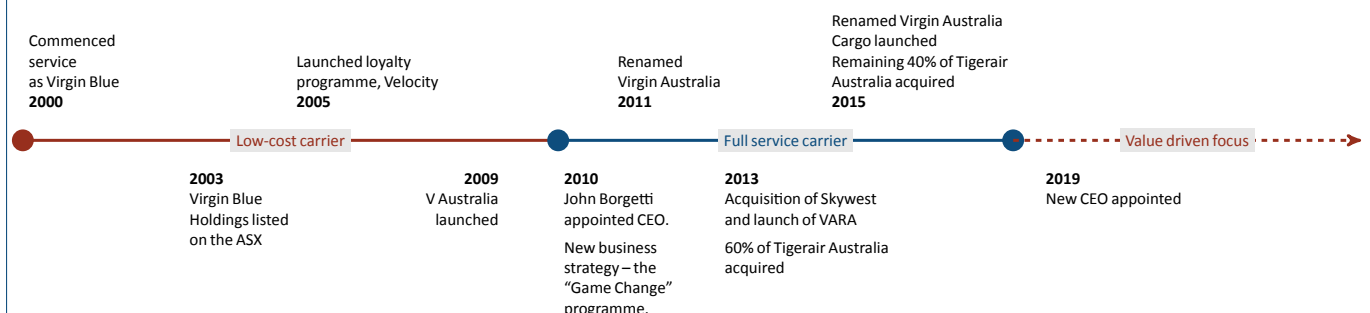 Commenced
service
as Virgin Blue
2000
Launched loyalty
programme, Velocity
2005
Renamed
Virgin Australia
2011
Renamed Virgin Australia
Cargo launched
Remaining 40% of Tigerair
Australia acquired
2015
Low-cost carrier
Full service carrier
Value driven focus
2003
Virgin Blue
Holdings listed
on the ASX
2009
V Australia
launched
2010
John Borgetti
appointed CEO.
New business
strategy – the
“Game Change”
programme.
2013
Acquisition of Skywest
and launch of VARA
60% of Tigerair Australia
acquired
2019
New CEO appointed